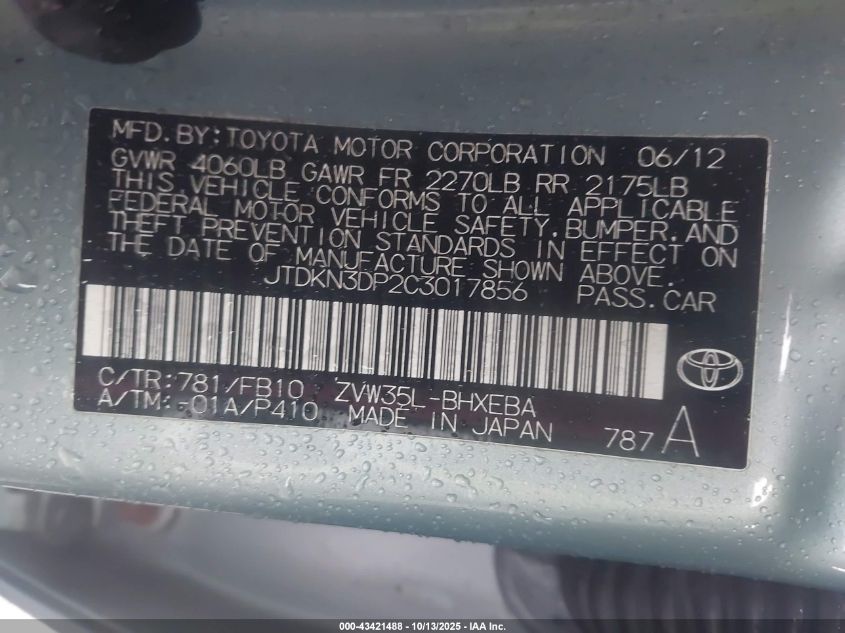 MFD. BY: TOYOTA MOTOR CORPORATION 06/12
GVWR 4060LB GAWR FR 2270LB RR 2175LB
THIS VEHICLE CONFORMS TO ALL APPLICABLE
FEDERAL MOTOR VEHICLE SAFETY, BUMPER, AND
THEFT PREVENTION STANDARDS IN EFFECT ON
THE DATE OF MANUFACTURE SHOWN ABOVE.
JTDKN3DP2C3017856 PASS. CAR
C/TR: 781/FB10 ZVW35L-BHXEBA
A/TM: -01A/P410 MADE IN JAPAN 787 A
000-43421488 - 10/13/2025 - IAA Inc.